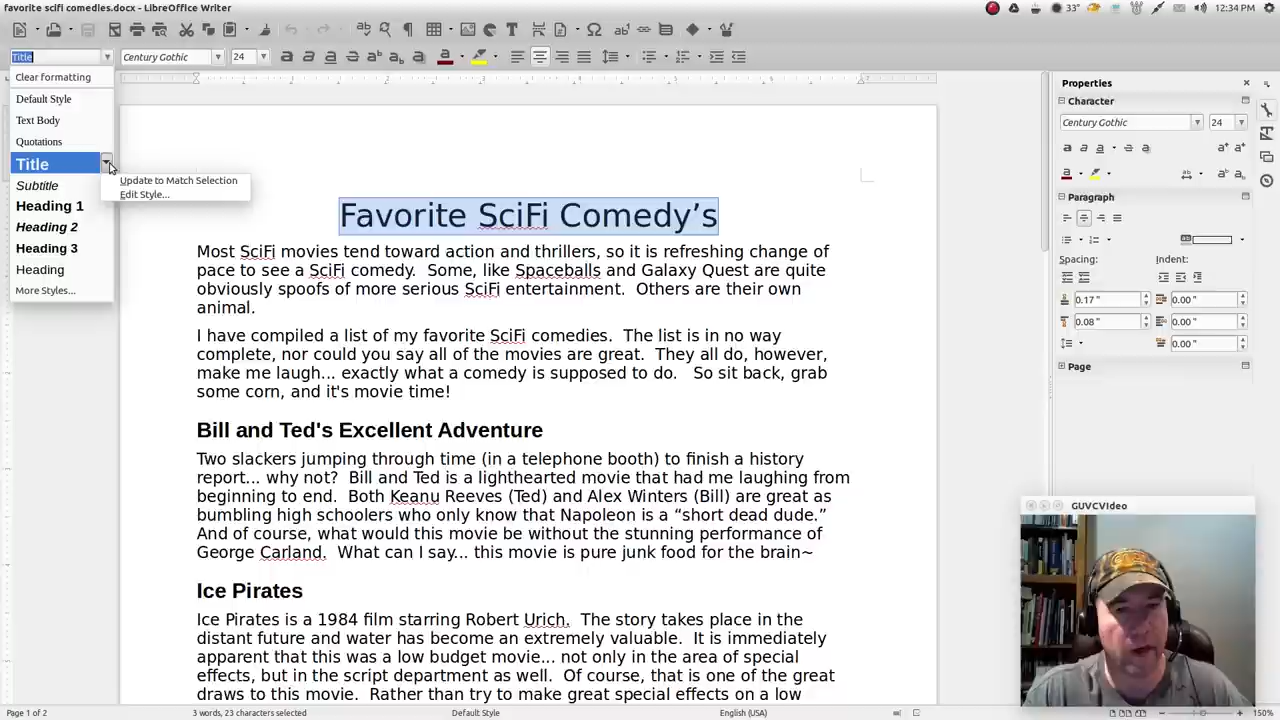 favorite scifi comedies.docx - LibreOffice Writer
33°
12:34 PM
Title
Century Gothic
24
Clear formatting
Default Style
Text Body
Quotations
Title
Subtitle
Heading 1
Heading 2
Heading 3
Heading
More Styles...
Update to Match Selection
Edit Style...
Favorite SciFi Comedy’s
Most SciFi movies tend toward action and thrillers, so it is refreshing change of
pace to see a SciFi comedy. Some, like Spaceballs and Galaxy Quest are quite
obviously spoofs of more serious SciFi entertainment. Others are their own
animal.
I have compiled a list of my favorite SciFi comedies. The list is in no way
complete, nor could you say all of the movies are great. They all do, however,
make me laugh... exactly what a comedy is supposed to do. So sit back, grab
some corn, and it's movie time!
Bill and Ted's Excellent Adventure
Two slackers jumping through time (in a telephone booth) to finish a history
report... why not? Bill and Ted is a lighthearted movie that had me laughing from
beginning to end. Both Keanu Reeves (Ted) and Alex Winters (Bill) are great as
bumbling high schoolers who only know that Napoleon is a “short dead dude.”
And of course, what would this movie be without the stunning performance of
George Carland. What can I say... this movie is pure junk food for the brain~
Ice Pirates
Ice Pirates is a 1984 film starring Robert Urich. The story takes place in the
distant future and water has become an extremely valuable. It is immediately
apparent that this was a low budget movie... not only in the area of special
effects, but in the script department as well. Of course, that is one of the great
draws to this movie. Rather than try to make great special effects on a low
Properties
Character
Century Gothic
24
Paragraph
Spacing:
Indent:
0.17 "
0.00 "
0.08 "
0.00 "
0.00 "
Page
GUVCVIdeo
Page 1 of 2
3 words, 23 characters selected
Default Style
English (USA)
150%